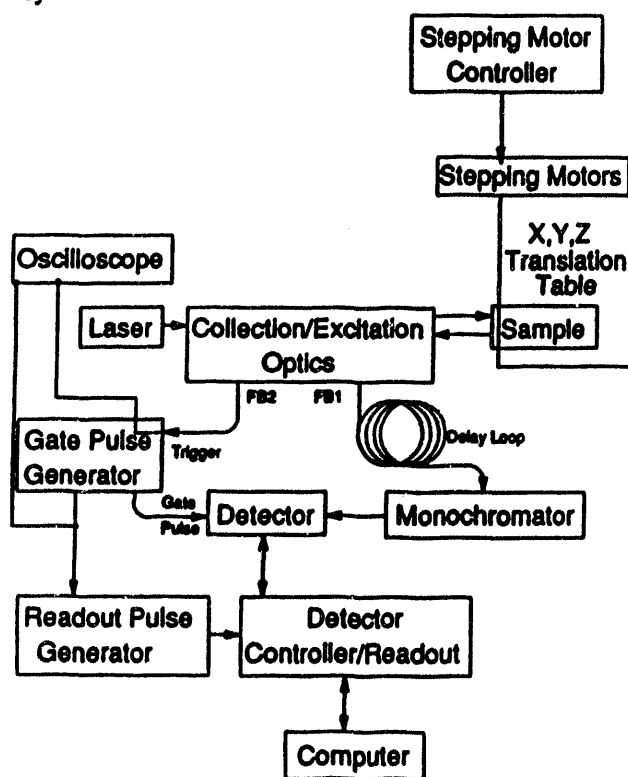 Stepping Motor
Controller
Stepping Motors
X,Y,Z
Translation
Table
Oscilloscope
Laser
Collection/Excitation
Optics
Sample
FB2
FB1
Delay Loop
Gate Pulse
Generator
Trigger
Gate
Pulse
Detector
Monochromator
Readout Pulse
Generator
Detector
Controller/Readout
Computer